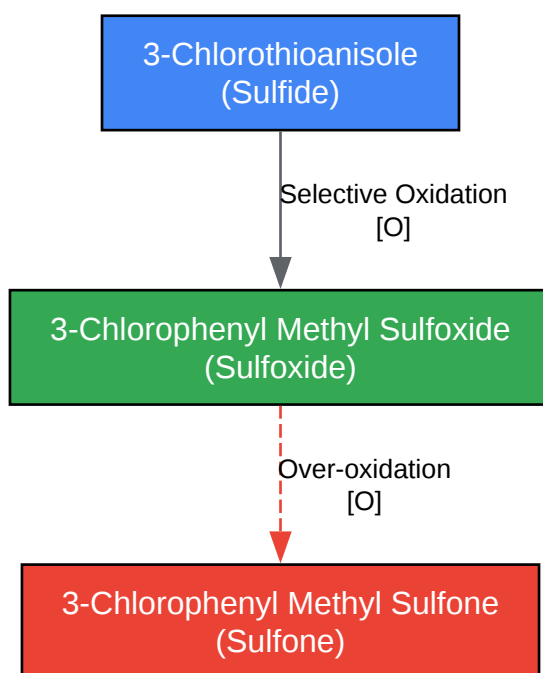 3-Chlorothioanisole
(Sulfide)
Selective Oxidation
[O]
3-Chlorophenyl Methyl Sulfoxide
(Sulfoxide)
Over-oxidation
[O]
3-Chlorophenyl Methyl Sulfone
(Sulfone)